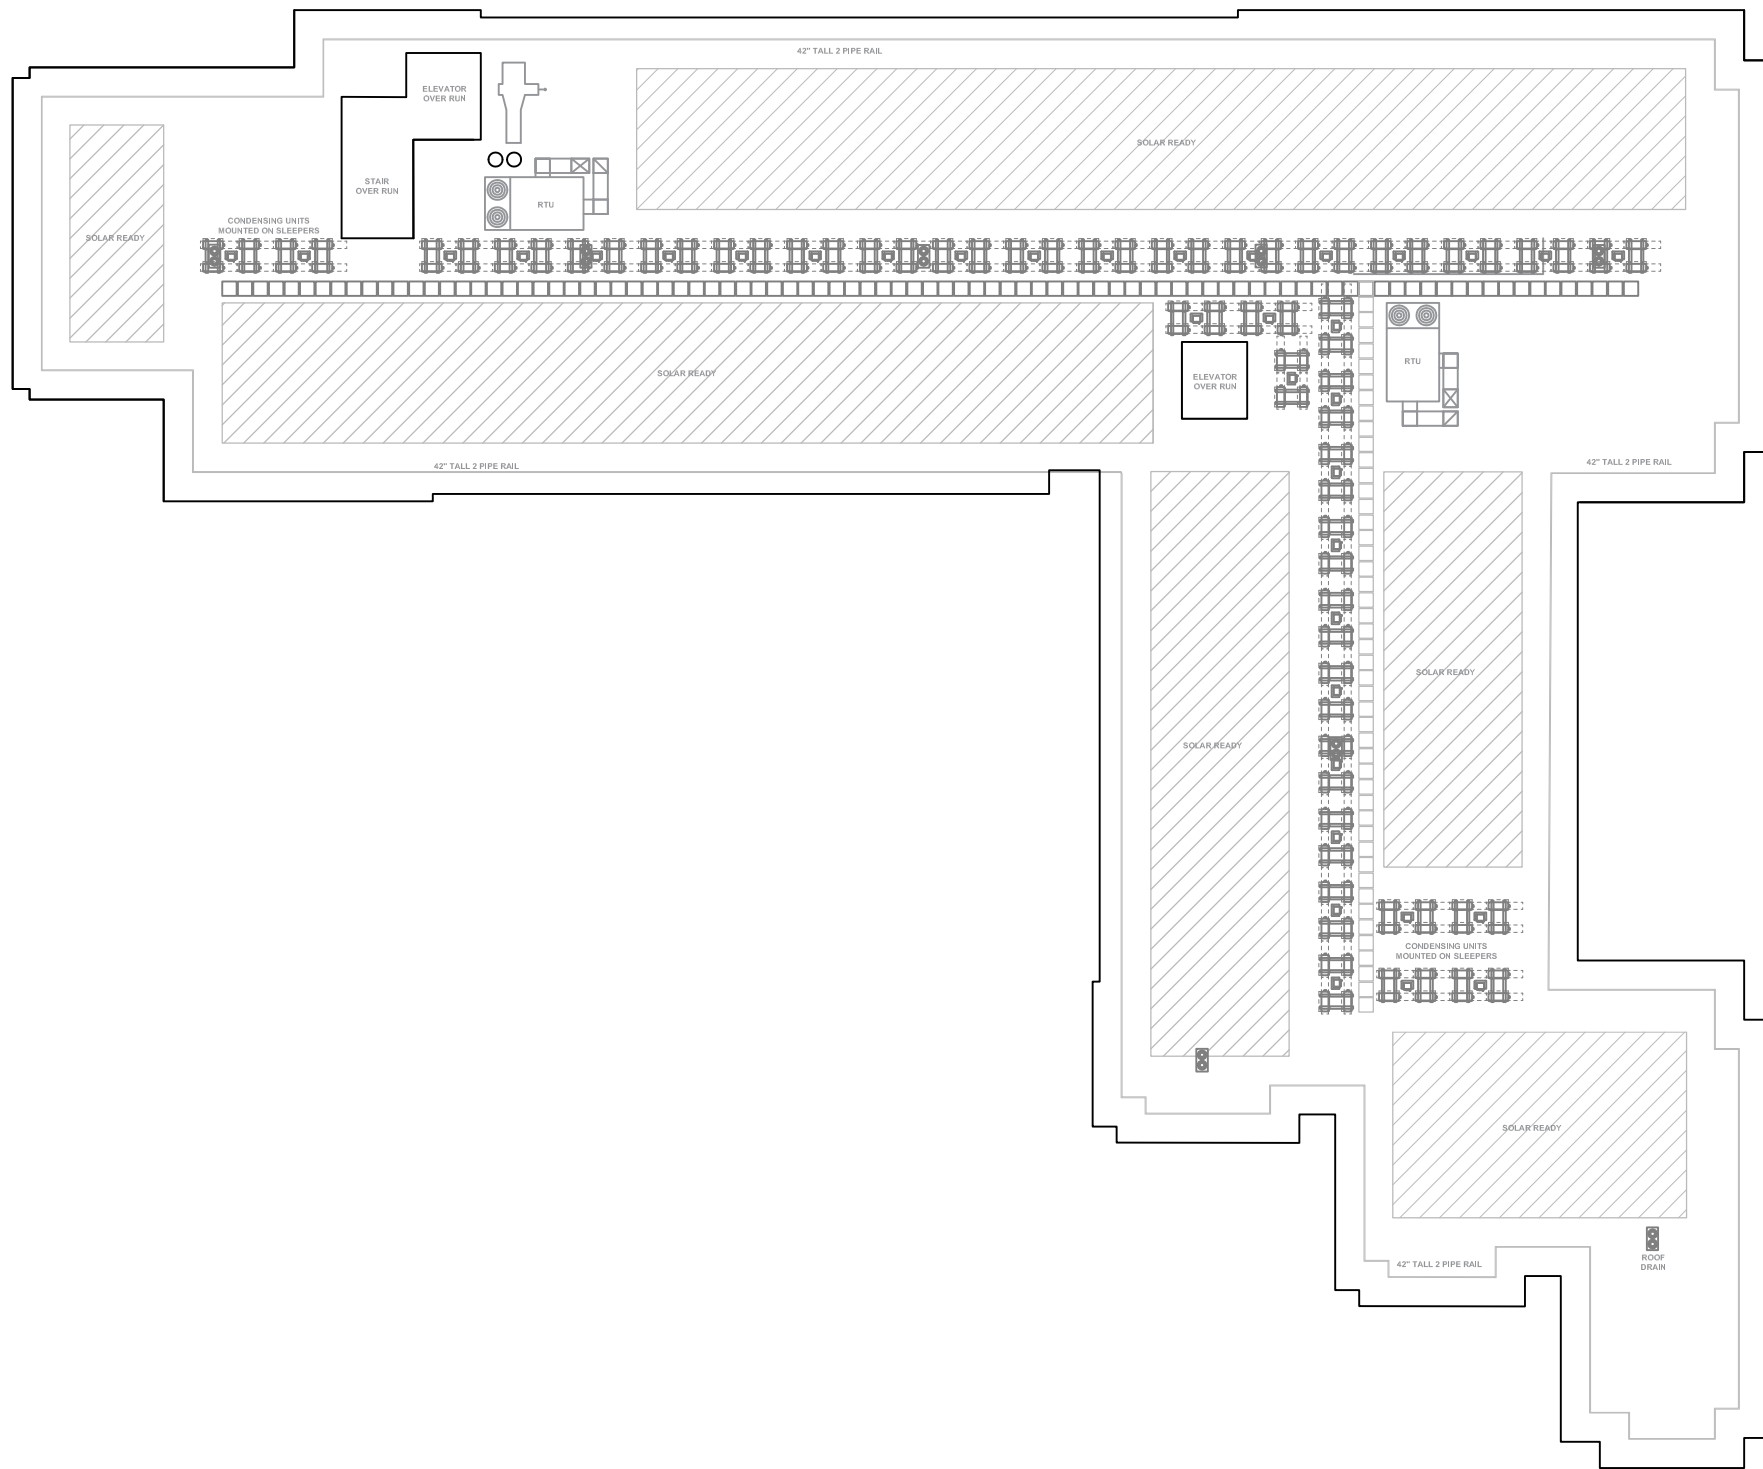 42" TALL 2 PIPE RAIL
ELEVATOR
OVER RUN
SOLAR READY
STAIR
OVER RUN
RTU
CONDENSING UNITS
MOUNTED ON SLEEPERS
SOLAR READY
RTU
SOLAR READY
ELEVATOR
OVER RUN
42" TALL 2 PIPE RAIL
42" TALL 2 PIPE RAIL
SOLAR READY
SOLAR READY
CONDENSING UNITS
MOUNTED ON SLEEPERS
SOLAR READY
42" TALL 2 PIPE RAIL
ROOF
DRAIN